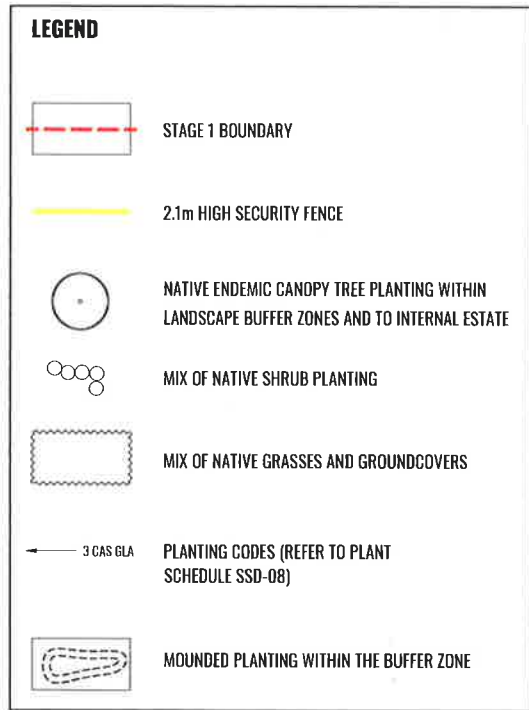 LEGEND
STAGE 1 BOUNDARY
2.1m HIGH SECURITY FENCE
NATIVE ENDEMIC CANOPY TREE PLANTING WITHIN
LANDSCAPE BUFFER ZONES AND TO INTERNAL ESTATE
MIX OF NATIVE SHRUB PLANTING
MIX OF NATIVE GRASSES AND GROUNDCOVERS
3 CAS GLA
PLANTING CODES (REFER TO PLANT
SCHEDULE SSD-08)
MOUNDED PLANTING WITHIN THE BUFFER ZONE